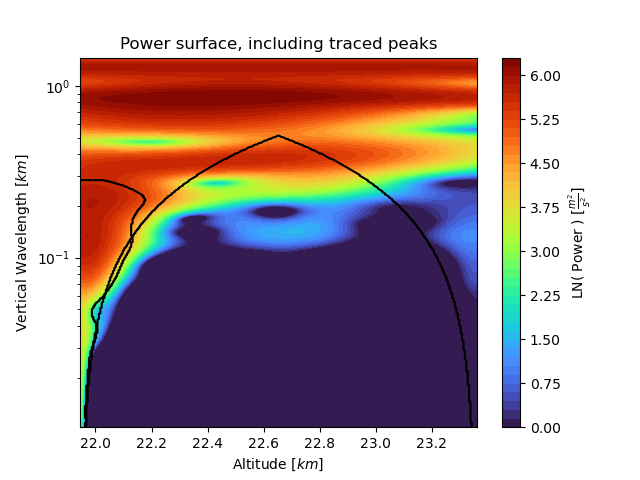 Power surface, including traced peaks
Vertical Wavelength [km]
10⁰
10⁻¹
22.0 22.2 22.4 22.6 22.8 23.0 23.2
Altitude [km]
6.00
5.25
4.50
3.75
3.00
2.25
1.50
0.75
0.00
LN( Power ) [m²/s²]